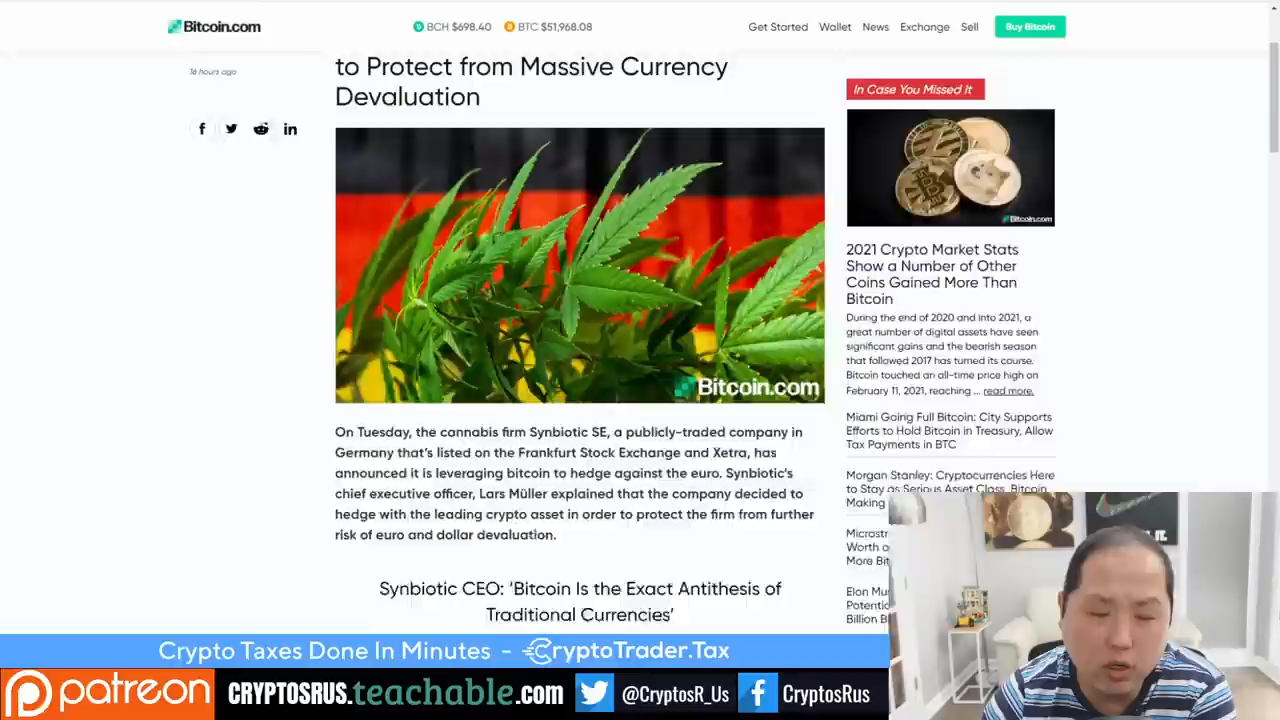 Bitcoin.com
BCH $698.40
BTC $51,968.08
Get Started
Wallet
News
Exchange
Sell
Buy Bitcoin
16 hours ago
to Protect from Massive Currency
Devaluation
Bitcoin.com
On Tuesday, the cannabis firm Synbiotic SE, a publicly-traded company in
Germany that's listed on the Frankfurt Stock Exchange and Xetra, has
announced it is leveraging bitcoin to hedge against the euro. Synbiotic's
chief executive officer, Lars Müller explained that the company decided to
hedge with the leading crypto asset in order to protect the firm from further
risk of euro and dollar devaluation.
Synbiotic CEO: 'Bitcoin Is the Exact Antithesis of
Traditional Currencies'
In Case You Missed It
Bitcoin.com
2021 Crypto Market Stats
Show a Number of Other
Coins Gained More Than
Bitcoin
During the end of 2020 and into 2021, a
great number of digital assets have seen
significant gains and the bearish season
that followed 2017 has turned its course.
Bitcoin touched an all-time price high on
February 11, 2021, reaching ... read more.
Miami Going Full Bitcoin: City Supports
Efforts to Hold Bitcoin in Treasury, Allow
Tax Payments in BTC
Morgan Stanley: Cryptocurrencies Here
to Stay as Serious Asset Class, Bitcoin
Making
Worth
More
Elon
Billion
Crypto Taxes Done In Minutes - CryptoTrader.Tax
patreon
CRYPTOSRUS.teachable.com
@CryptosR_Us
CryptosRus